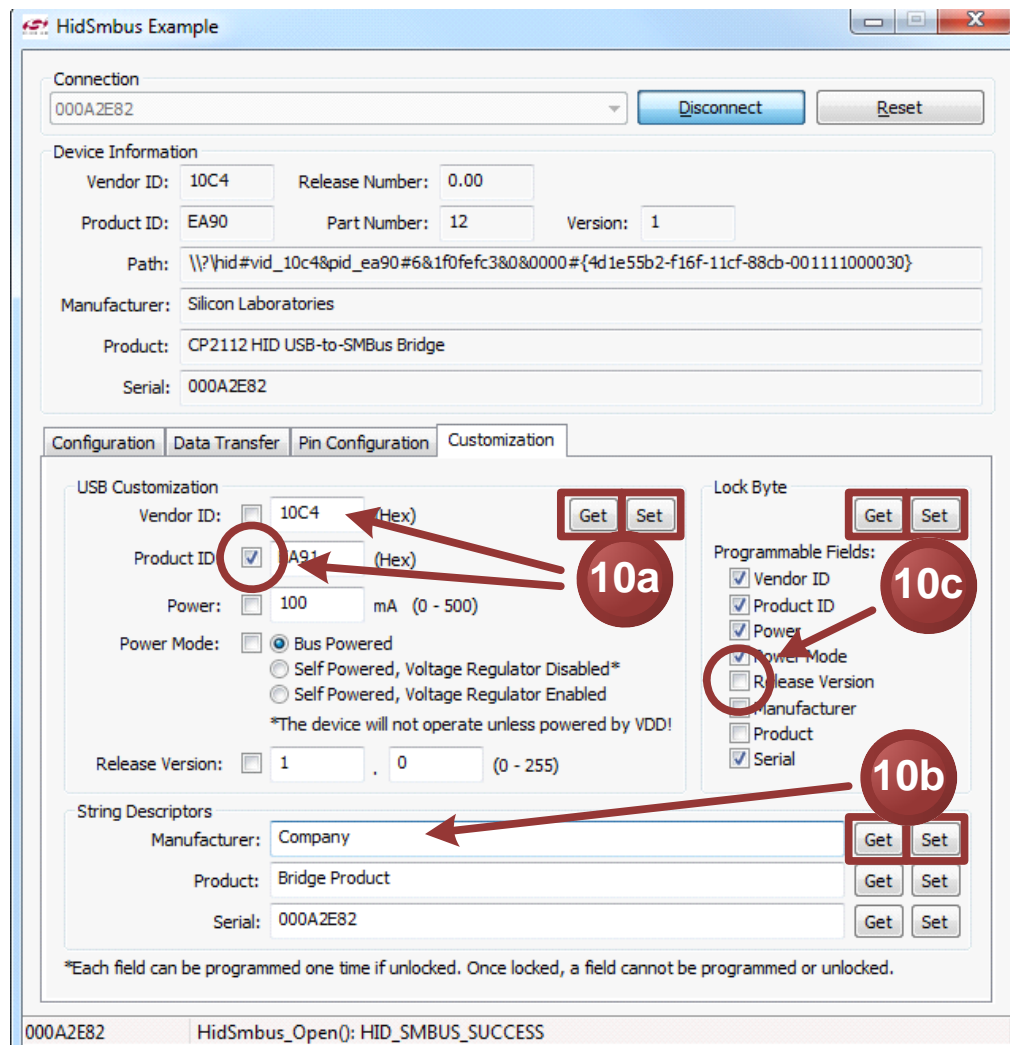 HidSmbus Example
Connection
000A2E82
Disconnect
Reset
Device Information
Vendor ID: 10C4 Release Number: 0.00
Product ID: EA90 Part Number: 12 Version: 1
Path: \\?\hid#vid_10c4&pid_ea90#6&1f0fefc3&0&0000#{4d1e55b2-f16f-11cf-88cb-001111000030}
Manufacturer: Silicon Laboratories
Product: CP2112 HID USB-to-SMBus Bridge
Serial: 000A2E82
Configuration Data Transfer Pin Configuration Customization
USB Customization
Vendor ID: 10C4 (Hex) Get Set
Product ID (Hex)
10a
Power: 100 mA (0 - 500)
Power Mode: Bus Powered
Self Powered, Voltage Regulator Disabled*
Self Powered, Voltage Regulator Enabled
*The device will not operate unless powered by VDD!
Release Version: 1 . 0 (0 - 255)
Lock Byte
Get Set
Programmable Fields:
10c
Vendor ID
Product ID
Power
Power Mode
Release Version
Manufacturer
Product
Serial
10b
String Descriptors
Manufacturer: Company Get Set
Product: Bridge Product Get Set
Serial: 000A2E82 Get Set
*Each field can be programmed one time if unlocked. Once locked, a field cannot be programmed or unlocked.
000A2E82 HidSmbus_Open(): HID_SMBUS_SUCCESS